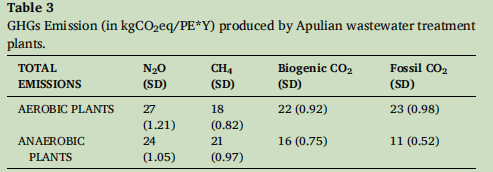 Table 3
GHGs Emission (in kgCO₂eq/PE*Y) produced by Apulian wastewater treatment
plants.
TOTAL EMISSIONS N₂O (SD) CH₄ (SD) Biogenic CO₂ (SD) Fossil CO₂ (SD)
AEROBIC PLANTS 27 (1.21) 18 (0.82) 22 (0.92) 23 (0.98)
ANAEROBIC PLANTS 24 (1.05) 21 (0.97) 16 (0.75) 11 (0.52)